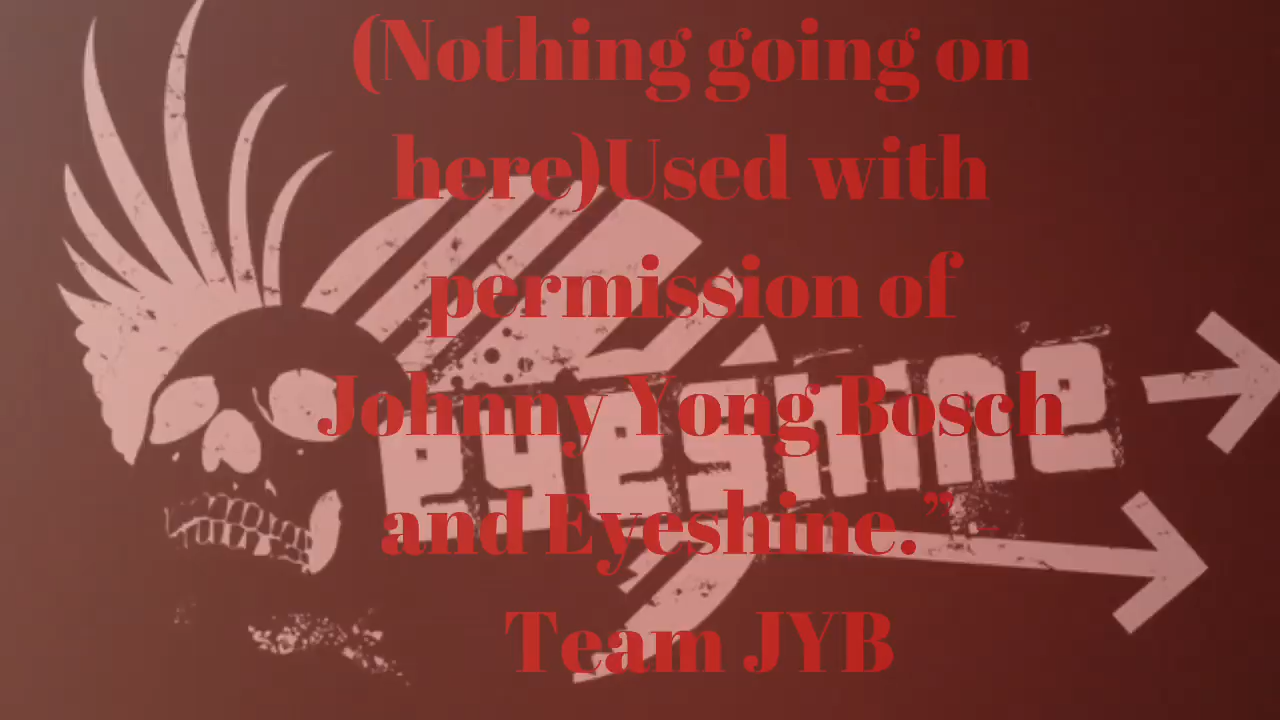 (Nothing going on
here)Used with
permission of
Johnny Yong Bosch
eyeshine
and Eyeshine.” -
Team JYB